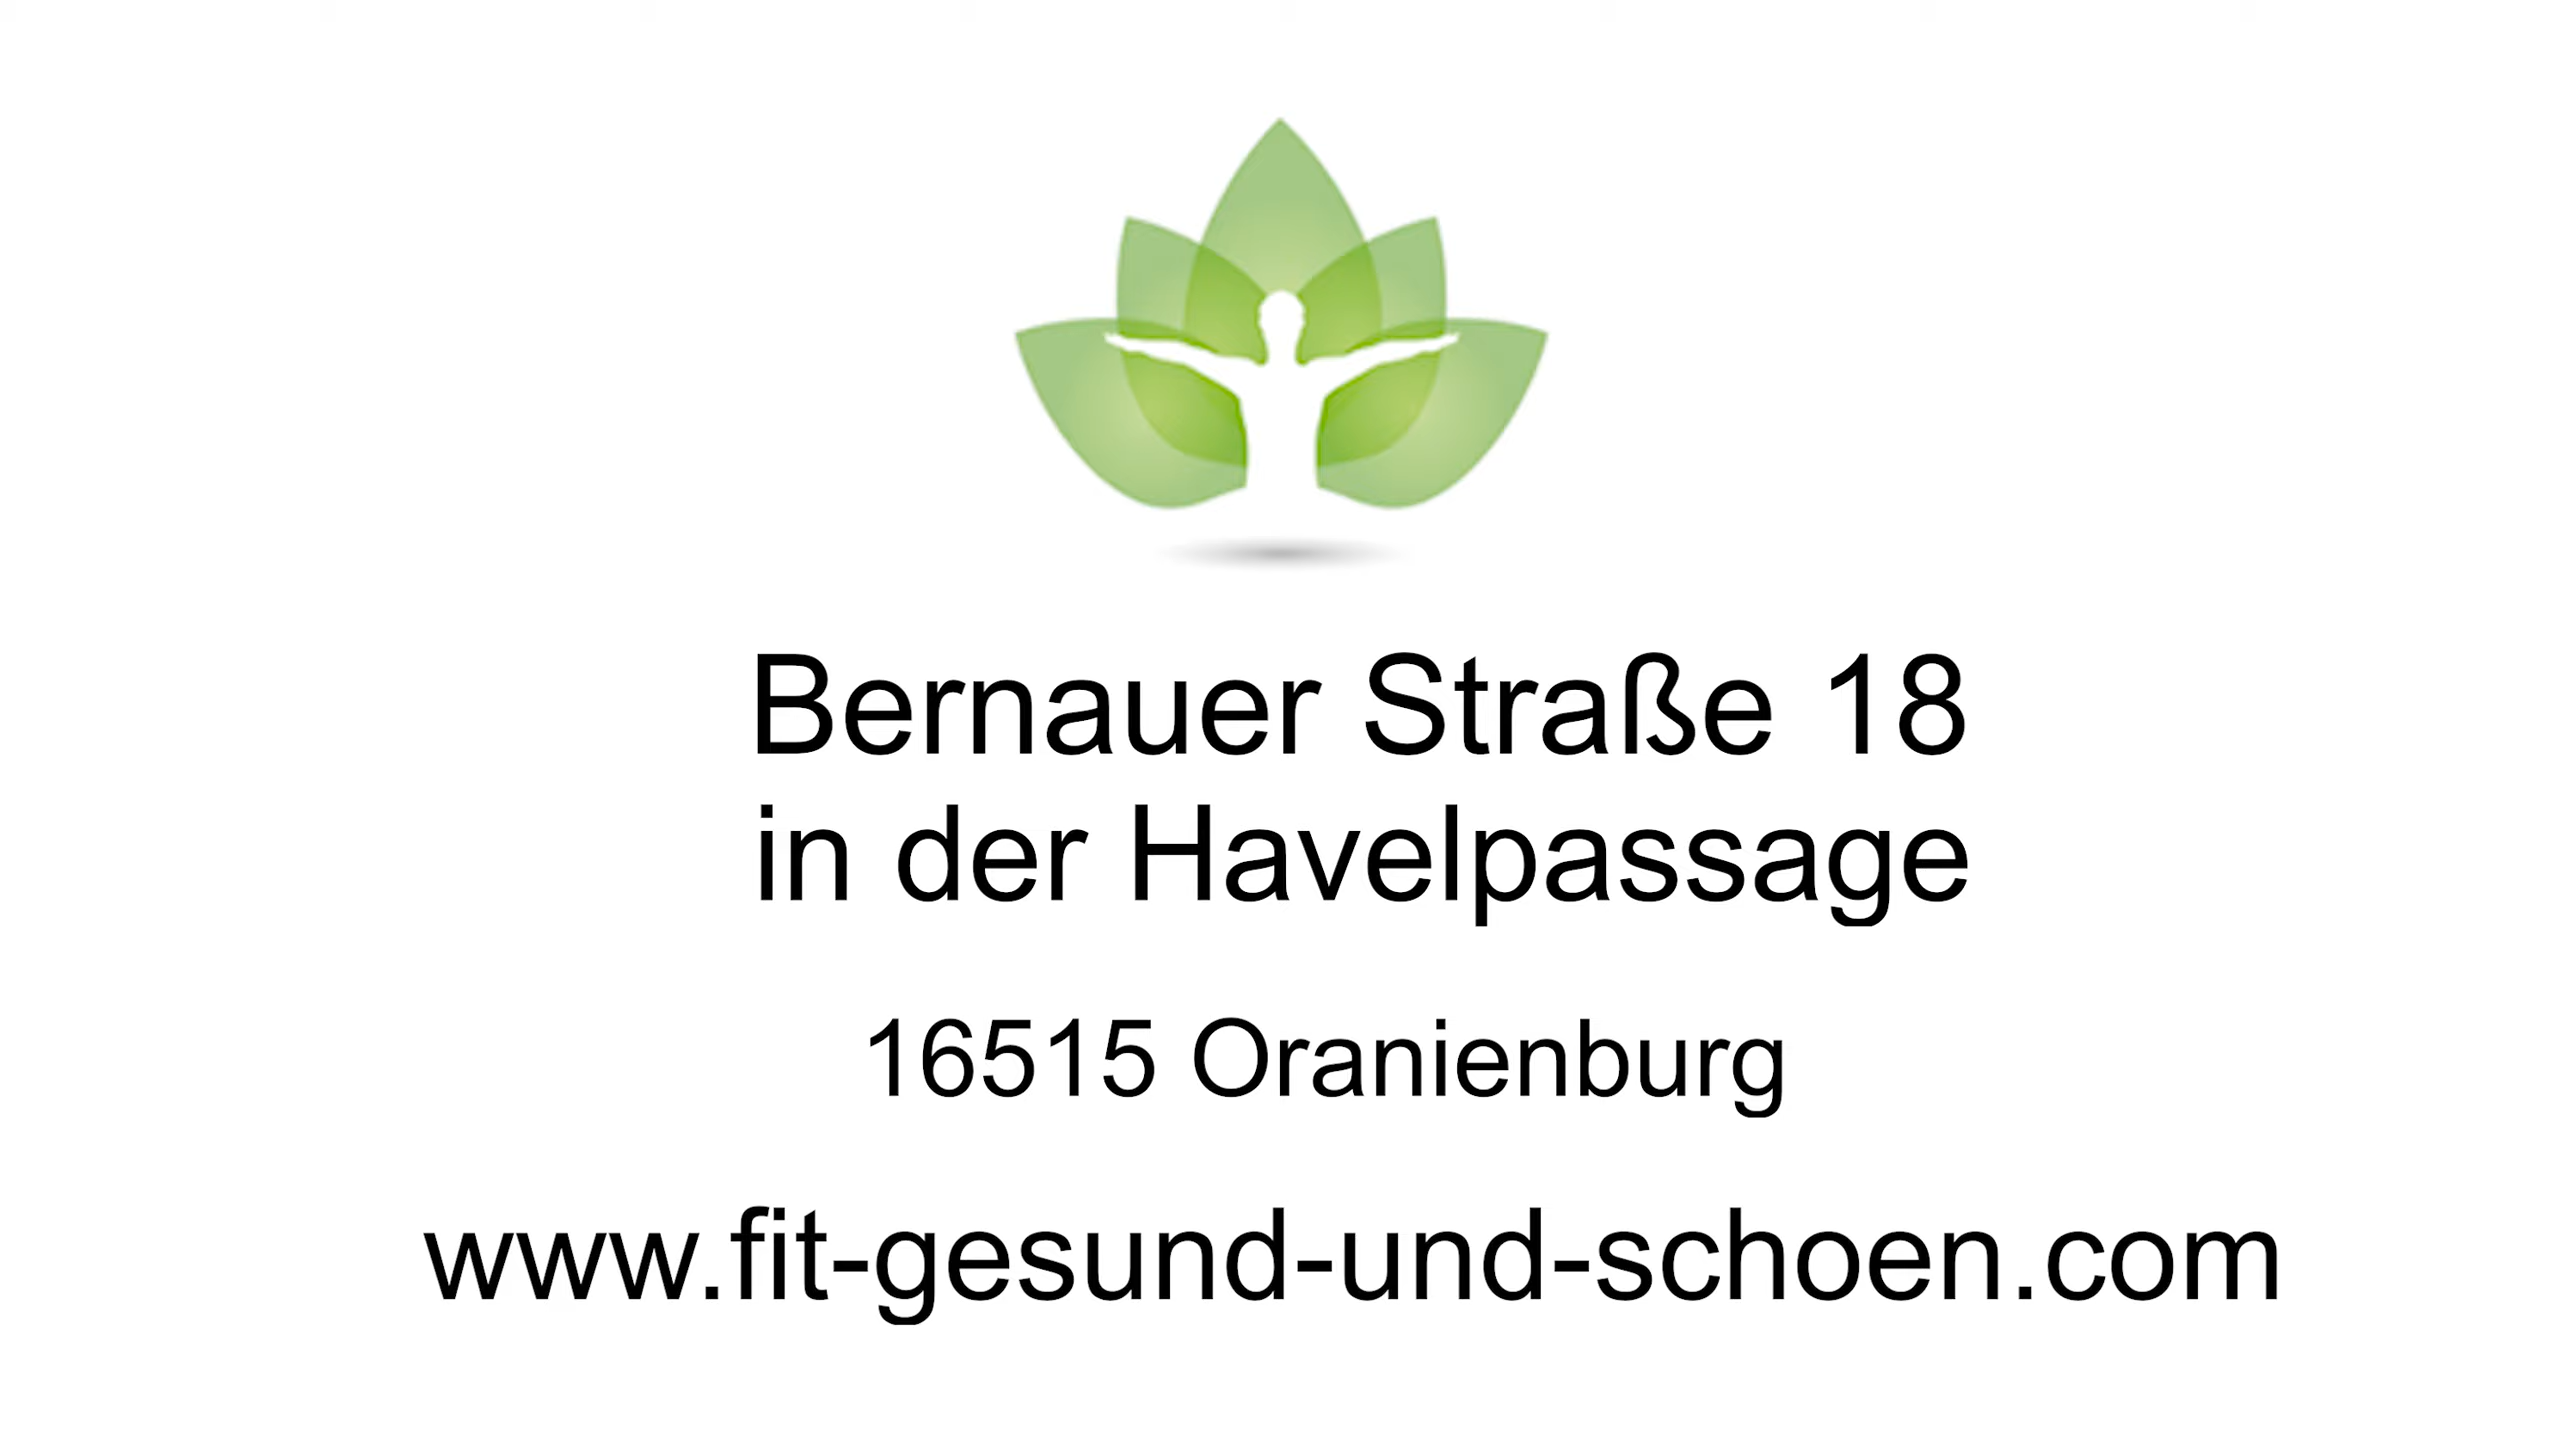 Bernauer Straße 18
in der Havelpassage
16515 Oranienburg
www.fit-gesund-und-schoen.com